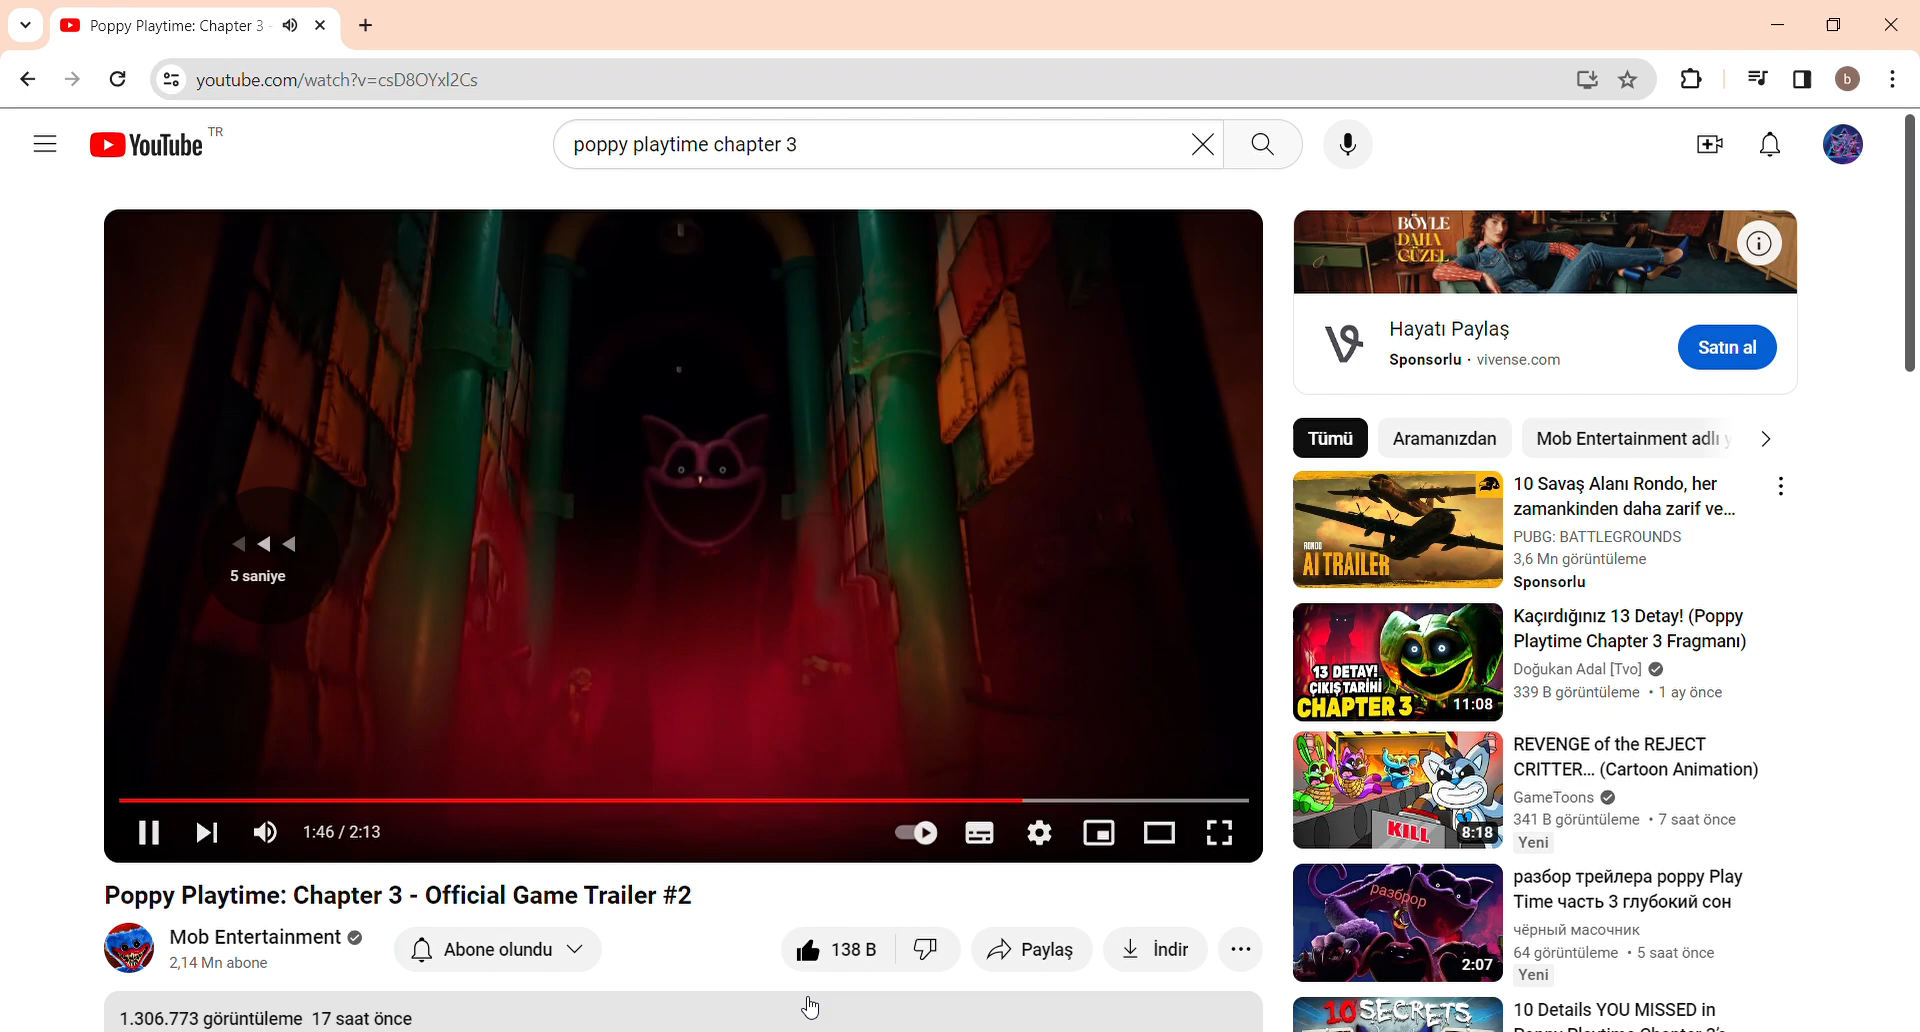 Poppy Playtime: Chapter 3 -
youtube.com/watch?v=csD8OYxl2Cs
b
YouTube TR
poppy playtime chapter 3
5 saniye
1:46 / 2:13
Poppy Playtime: Chapter 3 - Official Game Trailer #2
Mob Entertainment
2,14 Mn abone
Abone olundu
138 B
Paylaş
İndir
1.306.773 görüntüleme 17 saat önce
BÖYLE
DAHA
GÜZEL
Hayatı Paylaş
Sponsorlu · vivense.com
Satın al
Tümü
Aramanızdan
Mob Entertainment adlı y
RONDO
AI TRAILER
10 Savaş Alanı Rondo, her
zamankinden daha zarif ve...
PUBG: BATTLEGROUNDS
3,6 Mn görüntüleme
Sponsorlu
13 DETAY!
ÇIKIŞ TARİHİ
CHAPTER 3
11:08
Kaçırdığınız 13 Detay! (Poppy
Playtime Chapter 3 Fragmanı)
Doğukan Adal [Tvo]
339 B görüntüleme • 1 ay önce
KILL
8:18
REVENGE of the REJECT
CRITTER... (Cartoon Animation)
GameToons
341 B görüntüleme • 7 saat önce
Yeni
разброр
2:07
разбор трейлера poppy Play
Time часть 3 глубокий сон
чёрный масочник
64 görüntüleme • 5 saat önce
Yeni
10 SECRETS
10 Details YOU MISSED in
Poppy Playtime Chapter 3's